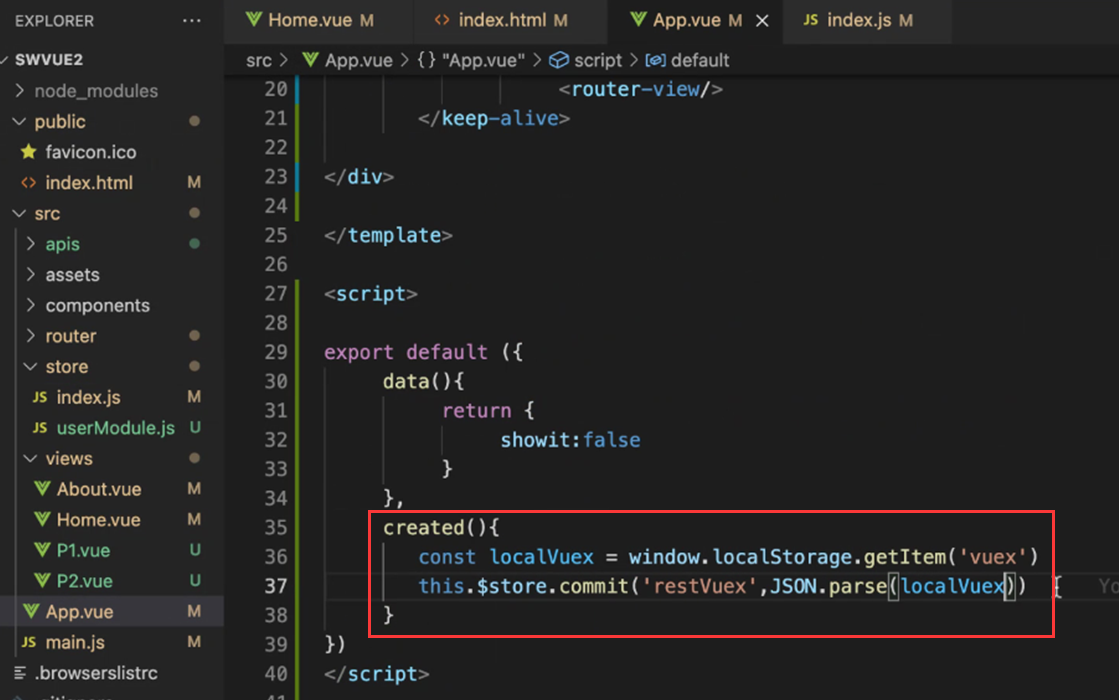 EXPLORER
SWVUE2
node_modules
public
favicon.ico
index.html M
src
apis
assets
components
router
store
JS index.js M
JS userModule.js U
views
About.vue M
Home.vue M
P1.vue U
P2.vue U
App.vue M
JS main.js M
.browserslistrc
Home.vue M
<> index.html M
App.vue M
JS index.js M
src > App.vue > {} "App.vue" > script > default
20 <router-view/>
21 </keep-alive>
22
23 </div>
24
25 </template>
26
27 <script>
28
29 export default ({
30 data(){
31 return {
32 showit:false
33 }
34 },
35 created(){
36 const localVuex = window.localStorage.getItem('vuex')
37 this.$store.commit('restVuex',JSON.parse(localVuex))
38 }
39 })
40 </script>